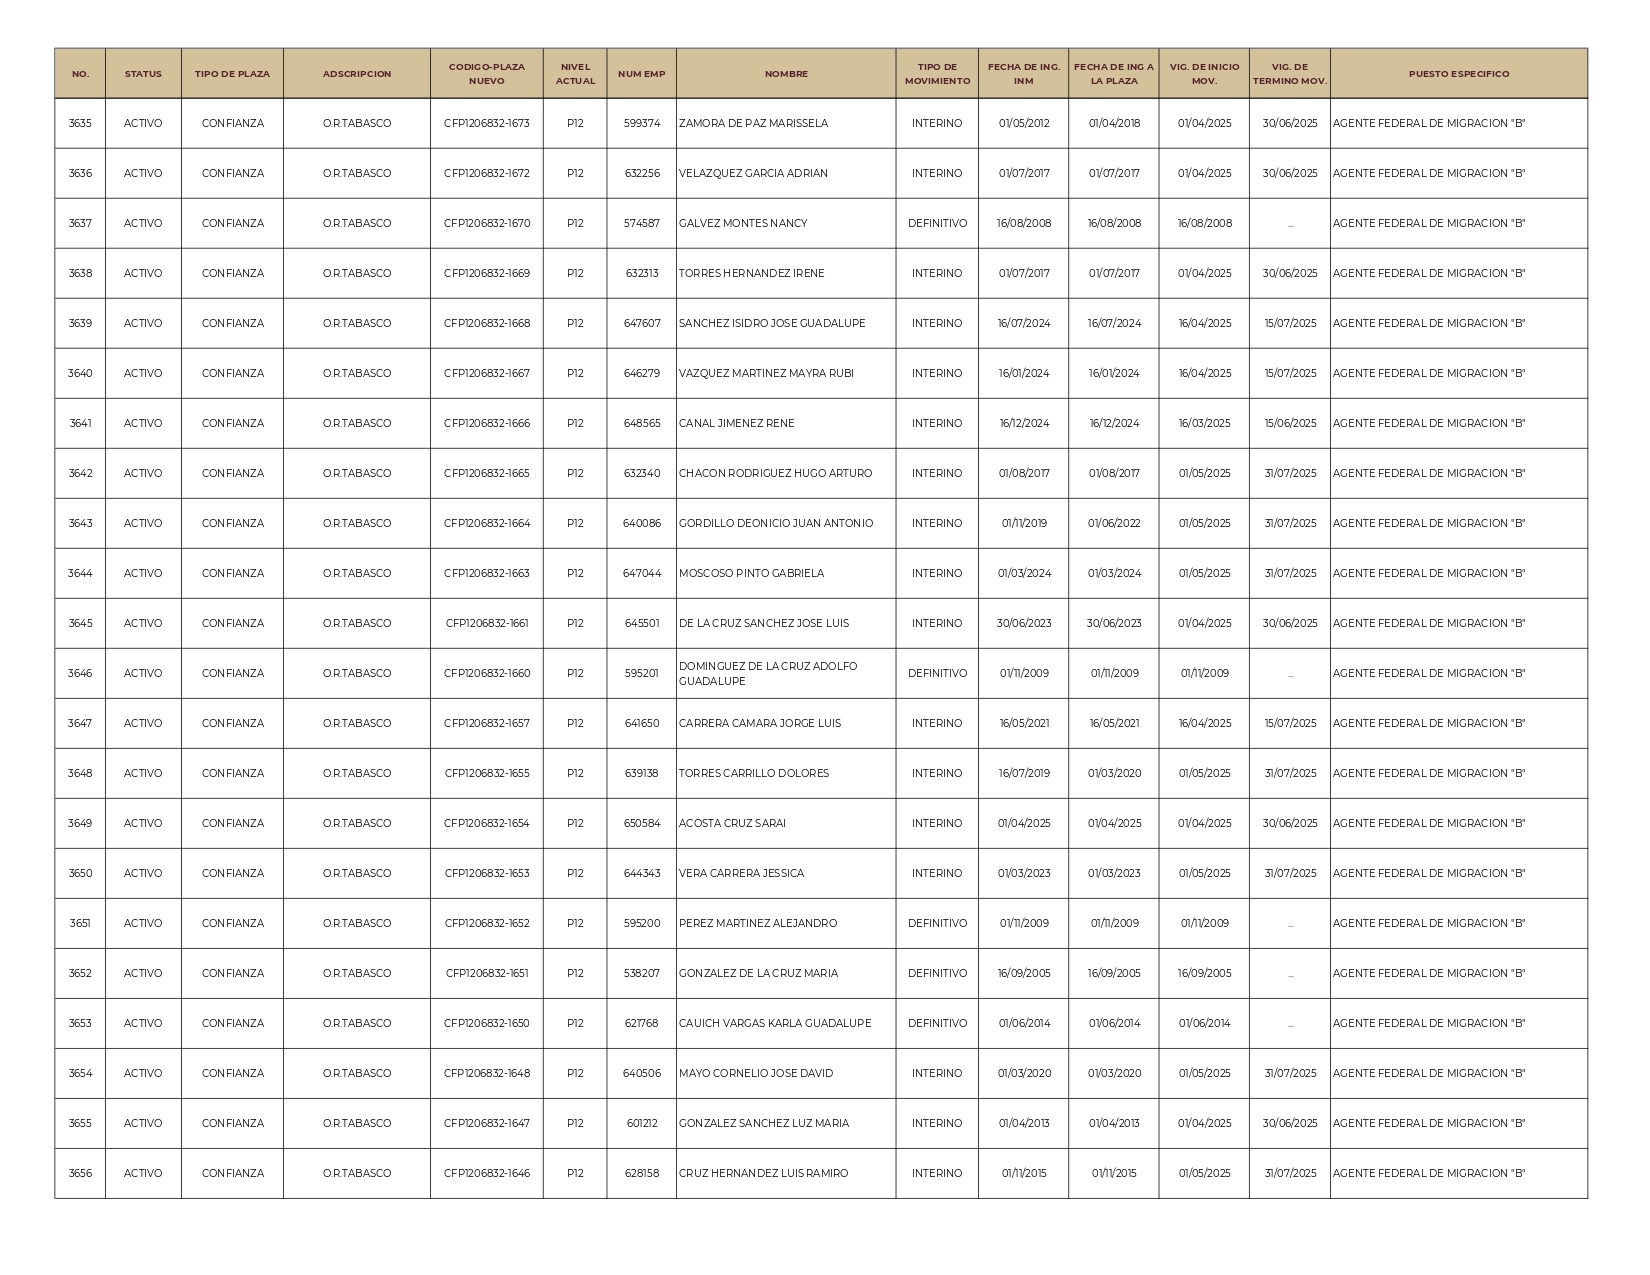 NO. STATUS TIPO DE PLAZA ADSCRIPCION CODIGO-PLAZA NUEVO NIVEL ACTUAL NUM EMP NOMBRE TIPO DE MOVIMIENTO FECHA DE ING. INM FECHA DE ING A LA PLAZA VIG. DE INICIO MOV. VIG. DE TERMINO MOV. PUESTO ESPECIFICO
3635 ACTIVO CONFIANZA O.R.TABASCO CFP1206832-1673 P12 599374 ZAMORA DE PAZ MARISSELA INTERINO 01/05/2012 01/04/2018 01/04/2025 30/06/2025 AGENTE FEDERAL DE MIGRACION "B"
3636 ACTIVO CONFIANZA O.R.TABASCO CFP1206832-1672 P12 632256 VELAZQUEZ GARCIA ADRIAN INTERINO 01/07/2017 01/07/2017 01/04/2025 30/06/2025 AGENTE FEDERAL DE MIGRACION "B"
3637 ACTIVO CONFIANZA O.R.TABASCO CFP1206832-1670 P12 574587 GALVEZ MONTES NANCY DEFINITIVO 16/08/2008 16/08/2008 16/08/2008 ... AGENTE FEDERAL DE MIGRACION "B"
3638 ACTIVO CONFIANZA O.R.TABASCO CFP1206832-1669 P12 632313 TORRES HERNANDEZ IRENE INTERINO 01/07/2017 01/07/2017 01/04/2025 30/06/2025 AGENTE FEDERAL DE MIGRACION "B"
3639 ACTIVO CONFIANZA O.R.TABASCO CFP1206832-1668 P12 647607 SANCHEZ ISIDRO JOSE GUADALUPE INTERINO 16/07/2024 16/07/2024 16/04/2025 15/07/2025 AGENTE FEDERAL DE MIGRACION "B"
3640 ACTIVO CONFIANZA O.R.TABASCO CFP1206832-1667 P12 646279 VAZQUEZ MARTINEZ MAYRA RUBI INTERINO 16/01/2024 16/01/2024 16/04/2025 15/07/2025 AGENTE FEDERAL DE MIGRACION "B"
3641 ACTIVO CONFIANZA O.R.TABASCO CFP1206832-1666 P12 648565 CANAL JIMENEZ RENE INTERINO 16/12/2024 16/12/2024 16/03/2025 15/06/2025 AGENTE FEDERAL DE MIGRACION "B"
3642 ACTIVO CONFIANZA O.R.TABASCO CFP1206832-1665 P12 632340 CHACON RODRIGUEZ HUGO ARTURO INTERINO 01/08/2017 01/08/2017 01/05/2025 31/07/2025 AGENTE FEDERAL DE MIGRACION "B"
3643 ACTIVO CONFIANZA O.R.TABASCO CFP1206832-1664 P12 640086 GORDILLO DEONICIO JUAN ANTONIO INTERINO 01/11/2019 01/06/2022 01/05/2025 31/07/2025 AGENTE FEDERAL DE MIGRACION "B"
3644 ACTIVO CONFIANZA O.R.TABASCO CFP1206832-1663 P12 647044 MOSCOSO PINTO GABRIELA INTERINO 01/03/2024 01/03/2024 01/05/2025 31/07/2025 AGENTE FEDERAL DE MIGRACION "B"
3645 ACTIVO CONFIANZA O.R.TABASCO CFP1206832-1661 P12 645501 DE LA CRUZ SANCHEZ JOSE LUIS INTERINO 30/06/2023 30/06/2023 01/04/2025 30/06/2025 AGENTE FEDERAL DE MIGRACION "B"
3646 ACTIVO CONFIANZA O.R.TABASCO CFP1206832-1660 P12 595201 DOMINGUEZ DE LA CRUZ ADOLFO GUADALUPE DEFINITIVO 01/11/2009 01/11/2009 01/11/2009 ... AGENTE FEDERAL DE MIGRACION "B"
3647 ACTIVO CONFIANZA O.R.TABASCO CFP1206832-1657 P12 641650 CARRERA CAMARA JORGE LUIS INTERINO 16/05/2021 16/05/2021 16/04/2025 15/07/2025 AGENTE FEDERAL DE MIGRACION "B"
3648 ACTIVO CONFIANZA O.R.TABASCO CFP1206832-1655 P12 639138 TORRES CARRILLO DOLORES INTERINO 16/07/2019 01/03/2020 01/05/2025 31/07/2025 AGENTE FEDERAL DE MIGRACION "B"
3649 ACTIVO CONFIANZA O.R.TABASCO CFP1206832-1654 P12 650584 ACOSTA CRUZ SARAI INTERINO 01/04/2025 01/04/2025 01/04/2025 30/06/2025 AGENTE FEDERAL DE MIGRACION "B"
3650 ACTIVO CONFIANZA O.R.TABASCO CFP1206832-1653 P12 644343 VERA CARRERA JESSICA INTERINO 01/03/2023 01/03/2023 01/05/2025 31/07/2025 AGENTE FEDERAL DE MIGRACION "B"
3651 ACTIVO CONFIANZA O.R.TABASCO CFP1206832-1652 P12 595200 PEREZ MARTINEZ ALEJANDRO DEFINITIVO 01/11/2009 01/11/2009 01/11/2009 ... AGENTE FEDERAL DE MIGRACION "B"
3652 ACTIVO CONFIANZA O.R.TABASCO CFP1206832-1651 P12 538207 GONZALEZ DE LA CRUZ MARIA DEFINITIVO 16/09/2005 16/09/2005 16/09/2005 ... AGENTE FEDERAL DE MIGRACION "B"
3653 ACTIVO CONFIANZA O.R.TABASCO CFP1206832-1650 P12 621768 CAUICH VARGAS KARLA GUADALUPE DEFINITIVO 01/06/2014 01/06/2014 01/06/2014 ... AGENTE FEDERAL DE MIGRACION "B"
3654 ACTIVO CONFIANZA O.R.TABASCO CFP1206832-1648 P12 640506 MAYO CORNELIO JOSE DAVID INTERINO 01/03/2020 01/03/2020 01/05/2025 31/07/2025 AGENTE FEDERAL DE MIGRACION "B"
3655 ACTIVO CONFIANZA O.R.TABASCO CFP1206832-1647 P12 601212 GONZALEZ SANCHEZ LUZ MARIA INTERINO 01/04/2013 01/04/2013 01/04/2025 30/06/2025 AGENTE FEDERAL DE MIGRACION "B"
3656 ACTIVO CONFIANZA O.R.TABASCO CFP1206832-1646 P12 628158 CRUZ HERNANDEZ LUIS RAMIRO INTERINO 01/11/2015 01/11/2015 01/05/2025 31/07/2025 AGENTE FEDERAL DE MIGRACION "B"